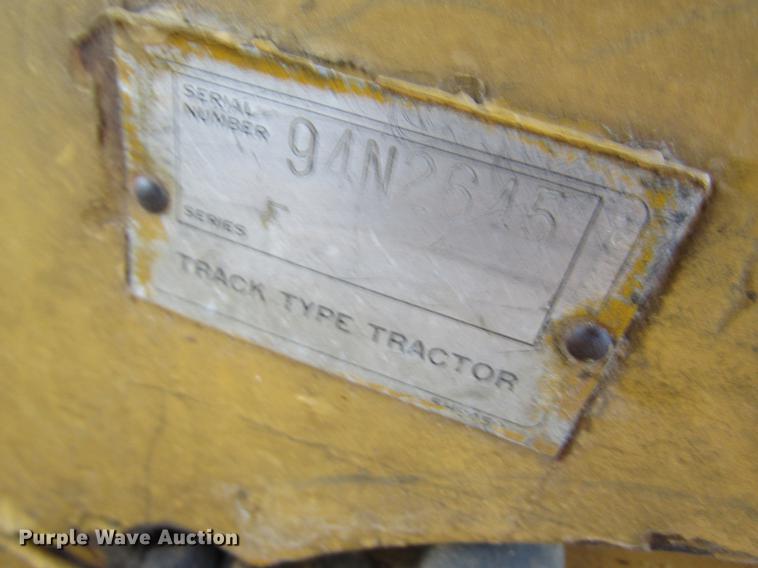 SERIAL
NUMBER 94N2645
SERIES F
TRACK TYPE TRACTOR
Purple Wave Auction